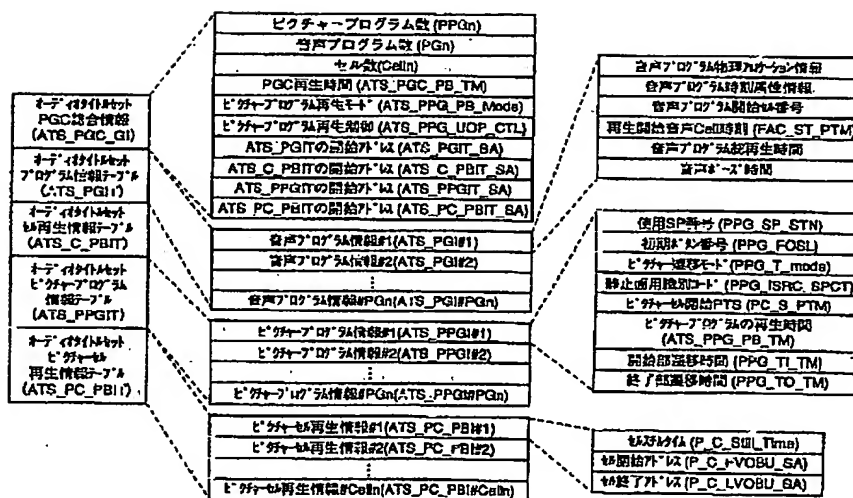 オーディオタイトルセット
PGC総合情報
(ATS_PGC_GI)
オーディオタイトルセット
プログラム情報テーブル
(ATS_PGIT)
オーディオタイトルセット
セル再生情報テーブル
(ATS_C_PBIT)
オーディオタイトルセット
ピクチャープログラム
情報テーブル
(ATS_PPGIT)
オーディオタイトルセット
ピクチャーセル
再生情報テーブル
(ATS_PC_PBIT)
ピクチャープログラム数(PPGn)
音声プログラム数(PGn)
セル数(Celln)
PGC再生時間(ATS_PGC_PB_TM)
ピクチャープログラム再生モード(ATS_PPG_PB_Mode)
ピクチャープログラム再生制御(ATS_PPG_UOP_CTL)
ATS_PGITの開始アドレス(ATS_PGIT_SA)
ATS_C_PBITの開始アドレス(ATS_C_PBIT_SA)
ATS_PPGITの開始アドレス(ATS_PPGIT_SA)
ATS_PC_PBITの開始アドレス(ATS_PC_PBIT_SA)
音声プログラム情報#1(ATS_PGI#1)
音声プログラム情報#2(ATS_PGI#2)
⋮
音声プログラム情報#PGn(ATS_PGI#PGn)
ピクチャープログラム情報#1(ATS_PPGI#1)
ピクチャープログラム情報#2(ATS_PPGI#2)
⋮
ピクチャープログラム情報#PGn(ATS_PPGI#PGn)
ピクチャーセル再生情報#1(ATS_PC_PBI#1)
ピクチャーセル再生情報#2(ATS_PC_PBI#2)
⋮
ピクチャーセル再生情報#Celln(ATS_PC_PBI#Celln)
音声プログラム物理アロケーション情報
音声プログラム時刻属性情報
音声プログラム開始セル番号
再生開始音声Cell時刻(FAC_ST_PTM)
音声プログラム総再生時間
音声ポーズ時間
使用SP番号(PPG_SP_STN)
初期ボタン番号(PPG_FOSL)
ピクチャー遷移モード(PPG_T_mode)
静止画用識別コード(PPG_ISRC_SPCT)
ピクチャーセル開始PTS(PC_S_PTM)
ピクチャープログラムの再生時間
(ATS_PPG_PB_TM)
開始部遷移時間(PPG_TI_TM)
終了部遷移時間(PPG_TO_TM)
セルスチルタイム(P_C_Still_Time)
セル開始アドレス(P_C_FVOBU_SA)
セル終了アドレス(P_C_LVOBU_SA)